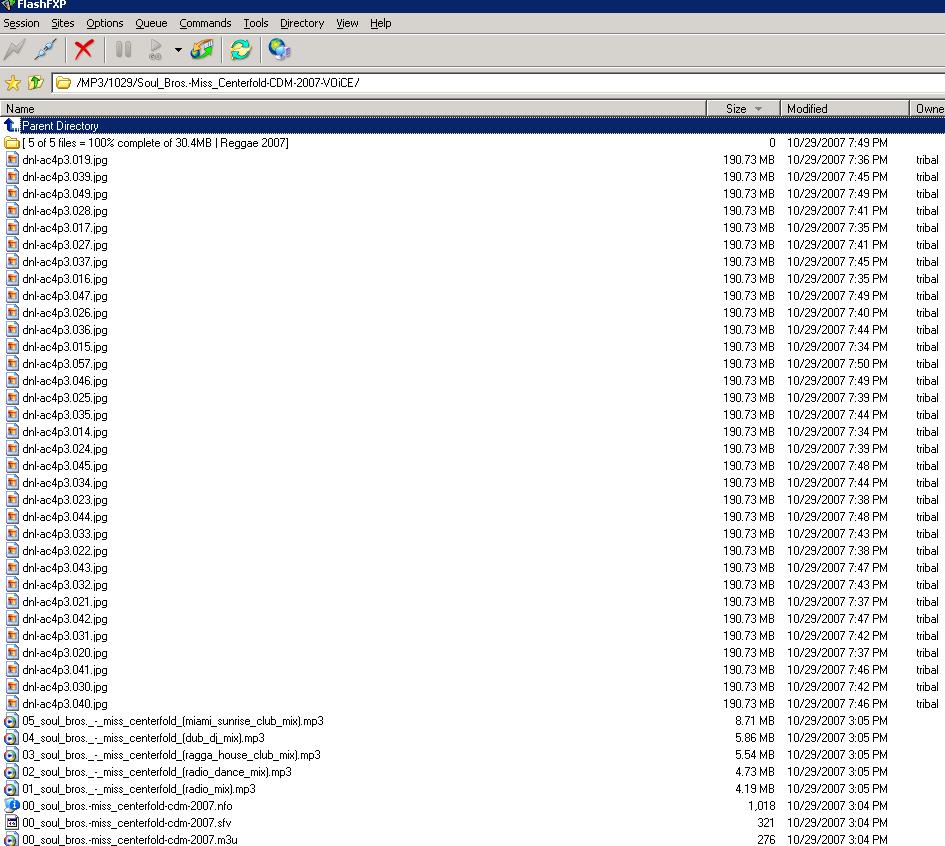 FlashFXP
Session Sites Options Queue Commands Tools Directory View Help
/MP3/1029/Soul_Bros.-Miss_Centerfold-CDM-2007-VOiCE/
Name Size Modified Owne
Parent Directory
[ 5 of 5 files = 100% complete of 30.4MB | Reggae 2007] 0 10/29/2007 7:49 PM
dnl-ac4p3.019.jpg 190.73 MB 10/29/2007 7:36 PM tribal
dnl-ac4p3.039.jpg 190.73 MB 10/29/2007 7:45 PM tribal
dnl-ac4p3.049.jpg 190.73 MB 10/29/2007 7:49 PM tribal
dnl-ac4p3.028.jpg 190.73 MB 10/29/2007 7:41 PM tribal
dnl-ac4p3.017.jpg 190.73 MB 10/29/2007 7:35 PM tribal
dnl-ac4p3.027.jpg 190.73 MB 10/29/2007 7:41 PM tribal
dnl-ac4p3.037.jpg 190.73 MB 10/29/2007 7:45 PM tribal
dnl-ac4p3.016.jpg 190.73 MB 10/29/2007 7:35 PM tribal
dnl-ac4p3.047.jpg 190.73 MB 10/29/2007 7:49 PM tribal
dnl-ac4p3.026.jpg 190.73 MB 10/29/2007 7:40 PM tribal
dnl-ac4p3.036.jpg 190.73 MB 10/29/2007 7:44 PM tribal
dnl-ac4p3.015.jpg 190.73 MB 10/29/2007 7:34 PM tribal
dnl-ac4p3.057.jpg 190.73 MB 10/29/2007 7:50 PM tribal
dnl-ac4p3.046.jpg 190.73 MB 10/29/2007 7:49 PM tribal
dnl-ac4p3.025.jpg 190.73 MB 10/29/2007 7:39 PM tribal
dnl-ac4p3.035.jpg 190.73 MB 10/29/2007 7:44 PM tribal
dnl-ac4p3.014.jpg 190.73 MB 10/29/2007 7:34 PM tribal
dnl-ac4p3.024.jpg 190.73 MB 10/29/2007 7:39 PM tribal
dnl-ac4p3.045.jpg 190.73 MB 10/29/2007 7:48 PM tribal
dnl-ac4p3.034.jpg 190.73 MB 10/29/2007 7:44 PM tribal
dnl-ac4p3.023.jpg 190.73 MB 10/29/2007 7:38 PM tribal
dnl-ac4p3.044.jpg 190.73 MB 10/29/2007 7:48 PM tribal
dnl-ac4p3.033.jpg 190.73 MB 10/29/2007 7:43 PM tribal
dnl-ac4p3.022.jpg 190.73 MB 10/29/2007 7:38 PM tribal
dnl-ac4p3.043.jpg 190.73 MB 10/29/2007 7:47 PM tribal
dnl-ac4p3.032.jpg 190.73 MB 10/29/2007 7:43 PM tribal
dnl-ac4p3.021.jpg 190.73 MB 10/29/2007 7:37 PM tribal
dnl-ac4p3.042.jpg 190.73 MB 10/29/2007 7:47 PM tribal
dnl-ac4p3.031.jpg 190.73 MB 10/29/2007 7:42 PM tribal
dnl-ac4p3.020.jpg 190.73 MB 10/29/2007 7:37 PM tribal
dnl-ac4p3.041.jpg 190.73 MB 10/29/2007 7:46 PM tribal
dnl-ac4p3.030.jpg 190.73 MB 10/29/2007 7:42 PM tribal
dnl-ac4p3.040.jpg 190.73 MB 10/29/2007 7:46 PM tribal
05_soul_bros._-_miss_centerfold_(miami_sunrise_club_mix).mp3 8.71 MB 10/29/2007 3:05 PM
04_soul_bros._-_miss_centerfold_(dub_dj_mix).mp3 5.86 MB 10/29/2007 3:05 PM
03_soul_bros._-_miss_centerfold_(ragga_house_club_mix).mp3 5.54 MB 10/29/2007 3:05 PM
02_soul_bros._-_miss_centerfold_(radio_dance_mix).mp3 4.73 MB 10/29/2007 3:05 PM
01_soul_bros._-_miss_centerfold_(radio_mix).mp3 4.19 MB 10/29/2007 3:05 PM
00_soul_bros.-miss_centerfold-cdm-2007.nfo 1,018 10/29/2007 3:04 PM
00_soul_bros.-miss_centerfold-cdm-2007.sfv 321 10/29/2007 3:04 PM
00_soul_bros.-miss_centerfold-cdm-2007.m3u 276 10/29/2007 3:04 PM